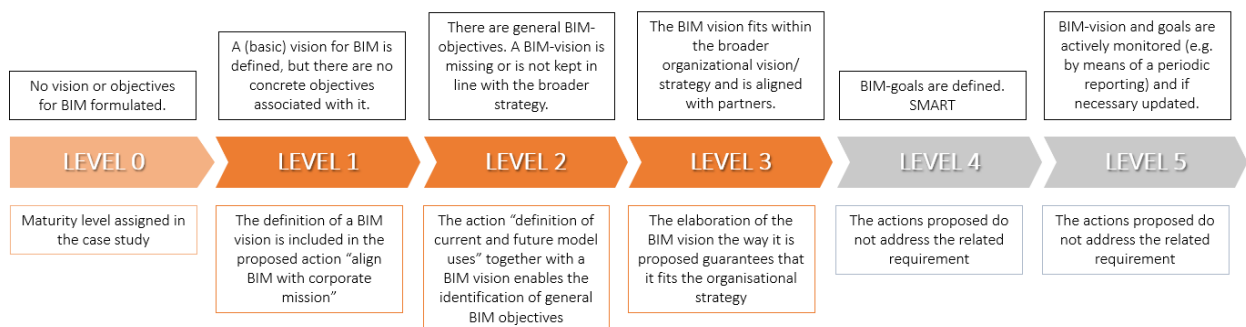 No vision or objectives
for BIM formulated.
A (basic) vision for BIM is
defined, but there are no
concrete objectives
associated with it.
There are general BIM-
objectives. A BIM-vision is
missing or is not kept in
line with the broader
strategy.
The BIM vision fits within
the broader
organizational vision/
strategy and is aligned
with partners.
BIM-goals are defined.
SMART
BIM-vision and goals are
actively monitored (e.g.
by means of a periodic
reporting) and if
necessary updated.
LEVEL 0
LEVEL 1
LEVEL 2
LEVEL 3
LEVEL 4
LEVEL 5
Maturity level assigned in
the case study
The definition of a BIM
vision is included in the
proposed action “align
BIM with corporate
mission”
The action “definition of
current and future model
uses” together with a
BIM vision enables the
identification of general
BIM objectives
The elaboration of the
BIM vision the way it is
proposed guarantees that
it fits the organisational
strategy
The actions proposed do
not address the related
requirement
The actions proposed do
not address the related
requirement